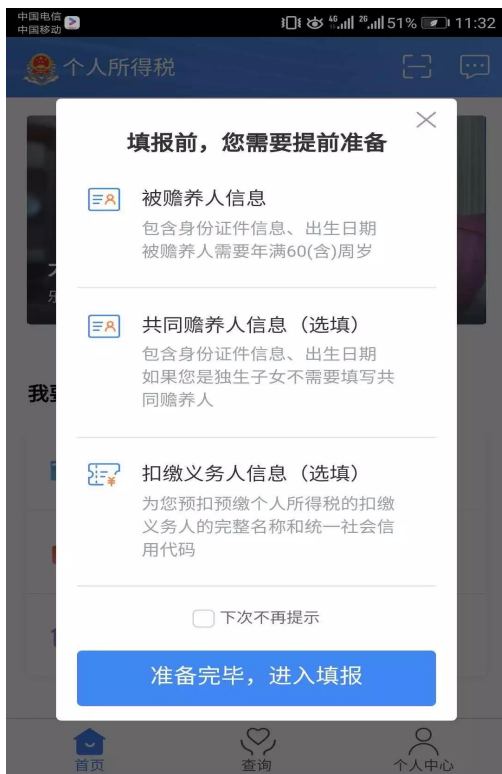 中国电信
中国移动
4G 2G 51% 11:32
个人所得税
填报前，您需要提前准备
被赡养人信息
包含身份证件信息、出生日期
被赡养人需要年满60(含)周岁
共同赡养人信息（选填）
包含身份证件信息、出生日期
如果您是独生子女不需要填写共
同赡养人
我要
扣缴义务人信息（选填）
为您预扣预缴个人所得税的扣缴
义务人的完整名称和统一社会信
用代码
下次不再提示
准备完毕，进入填报
首页
查询
个人中心